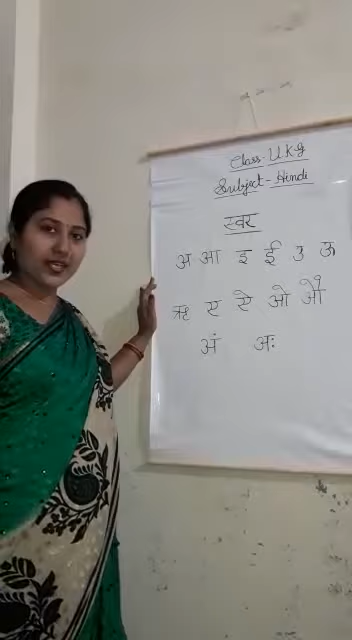 Class- U.K.G
Subject- Hindi
स्वर
अ आ इ ई उ ऊ
ऋ ए ऐ ओ औ
अं अः